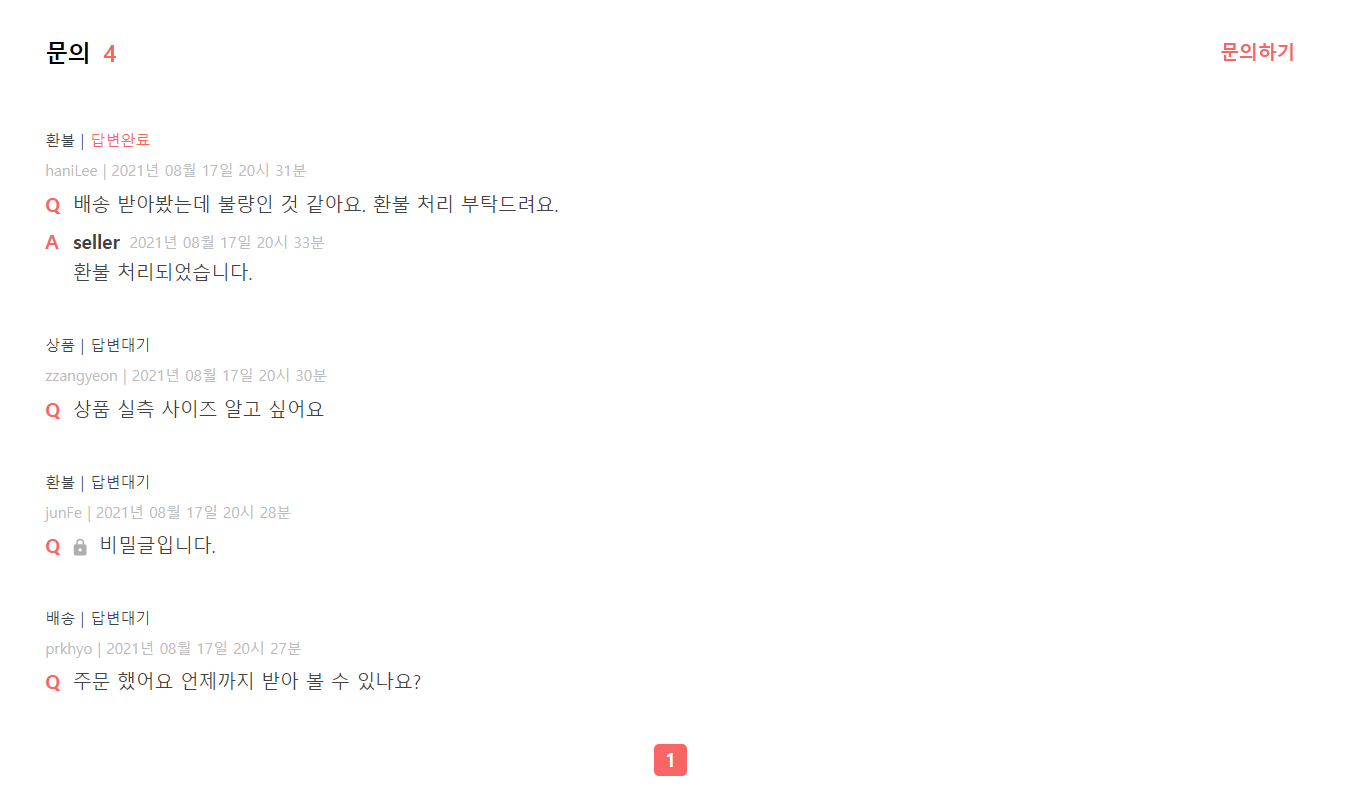 문의 4
문의하기
환불 | 답변완료
haniLee | 2021년 08월 17일 20시 31분
Q 배송 받아봤는데 불량인 것 같아요. 환불 처리 부탁드려요.
A seller 2021년 08월 17일 20시 33분
환불 처리되었습니다.
상품 | 답변대기
zzangyeon | 2021년 08월 17일 20시 30분
Q 상품 실측 사이즈 알고 싶어요
환불 | 답변대기
junFe | 2021년 08월 17일 20시 28분
Q 비밀글입니다.
배송 | 답변대기
prkhyo | 2021년 08월 17일 20시 27분
Q 주문 했어요 언제까지 받아 볼 수 있나요?
1